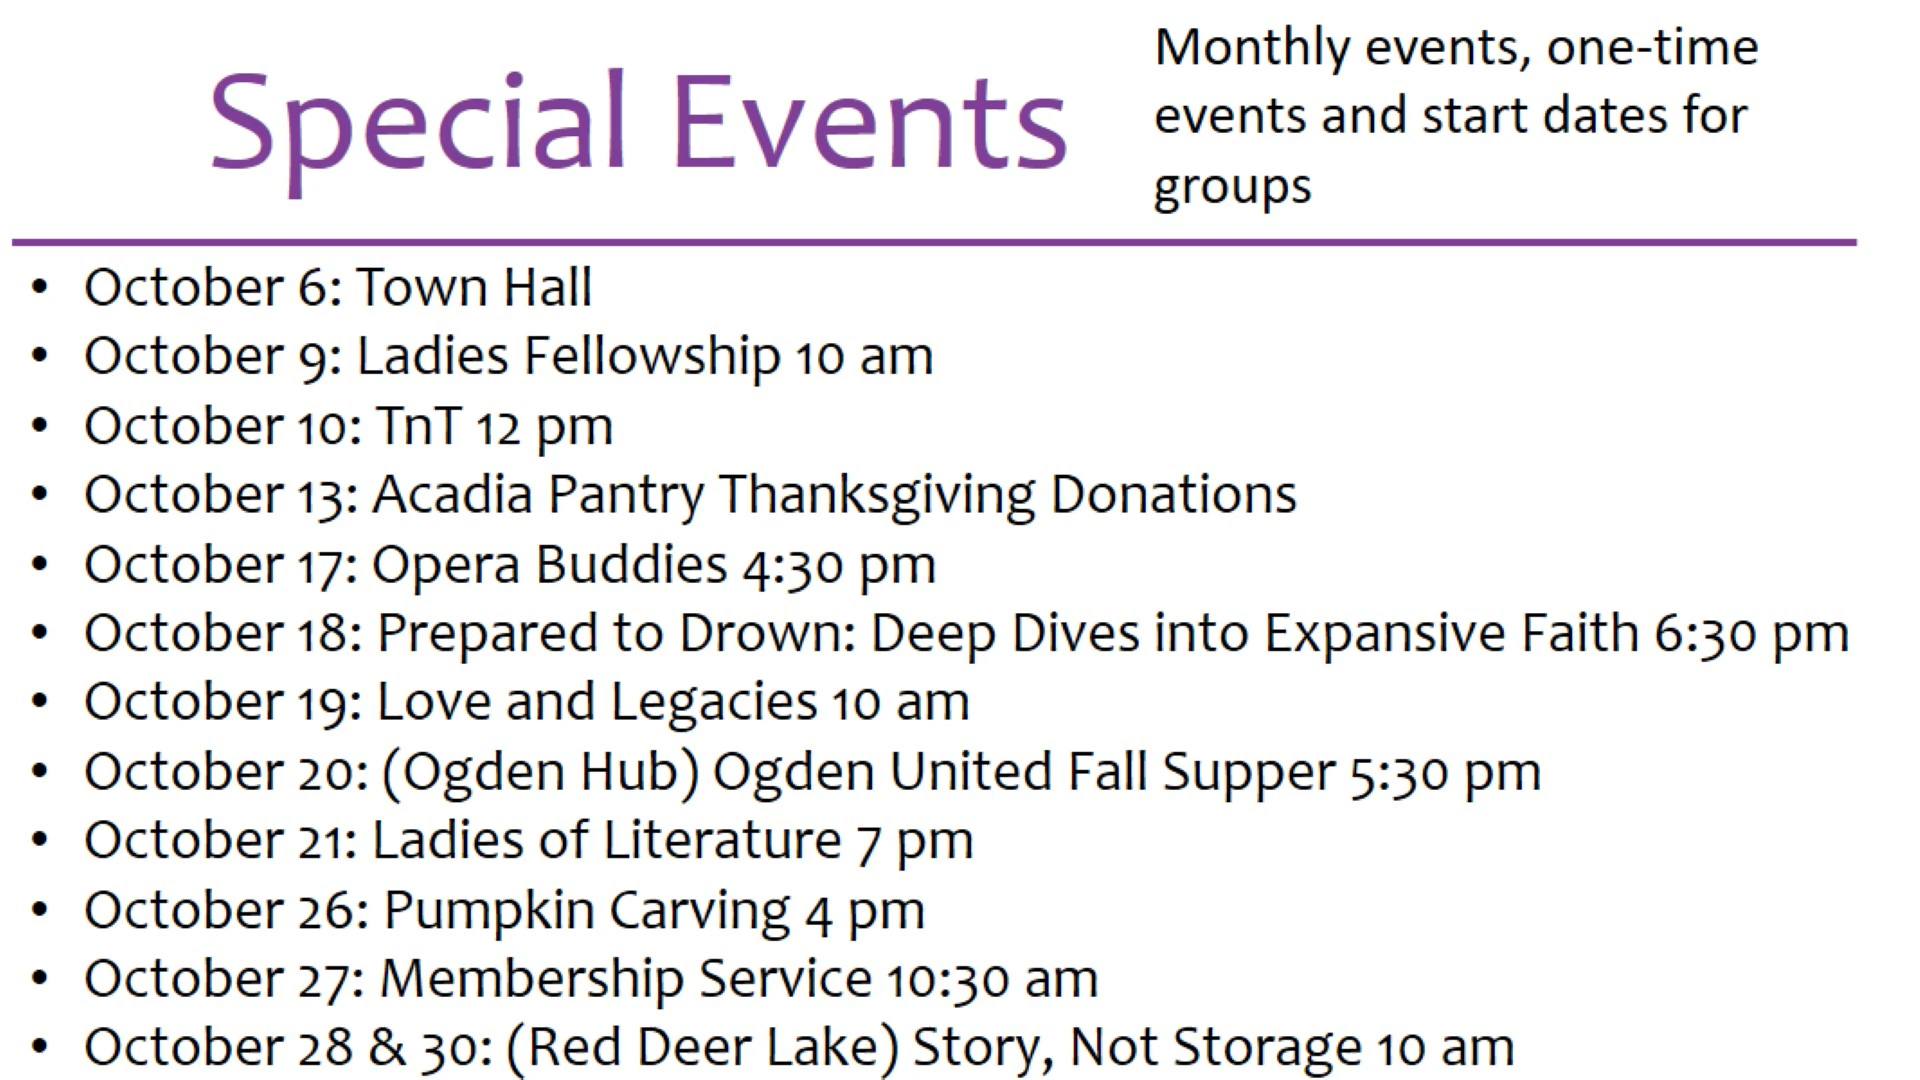 Special Events
Monthly events, one-time
events and start dates for
groups
• October 6: Town Hall
• October 9: Ladies Fellowship 10 am
• October 10: TnT 12 pm
• October 13: Acadia Pantry Thanksgiving Donations
• October 17: Opera Buddies 4:30 pm
• October 18: Prepared to Drown: Deep Dives into Expansive Faith 6:30 pm
• October 19: Love and Legacies 10 am
• October 20: (Ogden Hub) Ogden United Fall Supper 5:30 pm
• October 21: Ladies of Literature 7 pm
• October 26: Pumpkin Carving 4 pm
• October 27: Membership Service 10:30 am
• October 28 & 30: (Red Deer Lake) Story, Not Storage 10 am